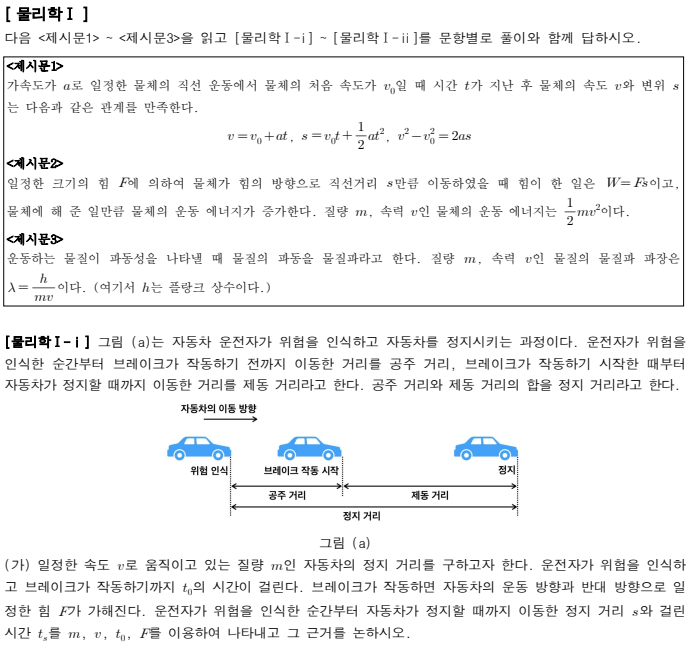 [ 물리학Ⅰ ]
다음 <제시문1> ~ <제시문3>을 읽고 [물리학Ⅰ-ⅰ] ~ [물리학Ⅰ-ⅱ]를 문항별로 풀이와 함께 답하시오.
<제시문1>
가속도가 a로 일정한 물체의 직선 운동에서 물체의 처음 속도가 v₀일 때 시간 t가 지난 후 물체의 속도 v와 변위 s
는 다음과 같은 관계를 만족한다.
v = v₀ + at, s = v₀t + 1/2 at², v² − v₀² = 2as
<제시문2>
일정한 크기의 힘 F에 의하여 물체가 힘의 방향으로 직선거리 s만큼 이동하였을 때 힘이 한 일은 W= Fs이고,
물체에 해 준 일만큼 물체의 운동 에너지가 증가한다. 질량 m, 속력 v인 물체의 운동 에너지는 1/2 mv²이다.
<제시문3>
운동하는 물질이 파동성을 나타낼 때 물질의 파동을 물질파라고 한다. 질량 m, 속력 v인 물질의 물질파 파장은
λ = h/mv 이다. (여기서 h는 플랑크 상수이다.)
[물리학Ⅰ-ⅰ] 그림 (a)는 자동차 운전자가 위험을 인식하고 자동차를 정지시키는 과정이다. 운전자가 위험을
인식한 순간부터 브레이크가 작동하기 전까지 이동한 거리를 공주 거리, 브레이크가 작동하기 시작한 때부터
자동차가 정지할 때까지 이동한 거리를 제동 거리라고 한다. 공주 거리와 제동 거리의 합을 정지 거리라고 한다.
자동차의 이동 방향
위험 인식 브레이크 작동 시작 정지
공주 거리 제동 거리
정지 거리
그림 (a)
(가) 일정한 속도 v로 움직이고 있는 질량 m인 자동차의 정지 거리를 구하고자 한다. 운전자가 위험을 인식하
고 브레이크가 작동하기까지 t₀의 시간이 걸린다. 브레이크가 작동하면 자동차의 운동 방향과 반대 방향으로 일
정한 힘 F가 가해진다. 운전자가 위험을 인식한 순간부터 자동차가 정지할 때까지 이동한 정지 거리 s와 걸린
시간 tₛ를 m, v, t₀, F를 이용하여 나타내고 그 근거를 논하시오.